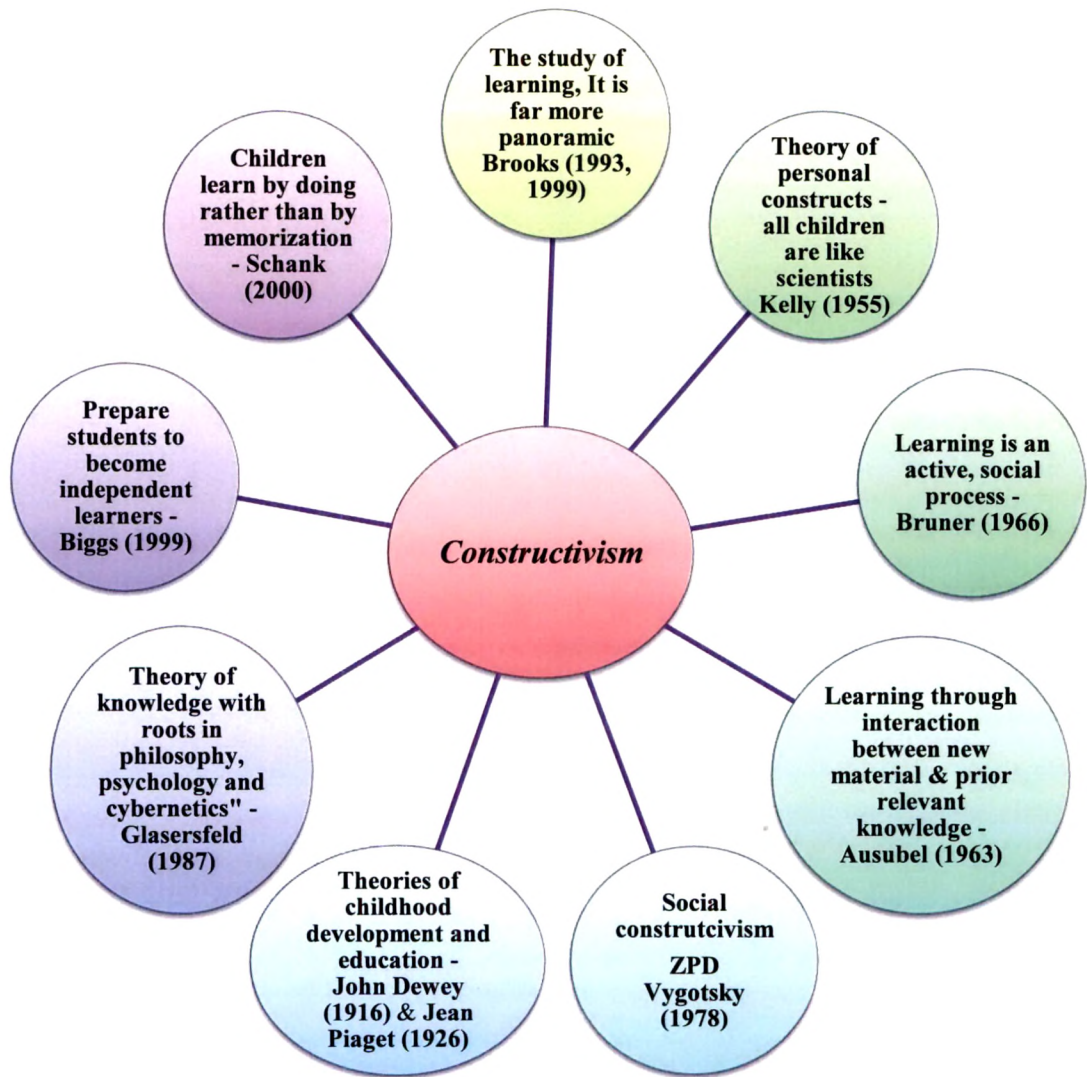 The study of
learning, It is
far more
panoramic
Brooks (1993,
1999)
Theory of
personal
constructs -
all children
are like
scientists
Kelly (1955)
Learning is an
active, social
process -
Bruner (1966)
Learning through
interaction
between new
material & prior
relevant
knowledge -
Ausubel (1963)
Social
construtcivism
ZPD
Vygotsky
(1978)
Theories of
childhood
development and
education -
John Dewey
(1916) & Jean
Piaget (1926)
Theory of
knowledge with
roots in
philosophy,
psychology and
cybernetics" -
Glasersfeld
(1987)
Prepare
students to
become
independent
learners -
Biggs (1999)
Children
learn by doing
rather than by
memorization
- Schank
(2000)
Constructivism